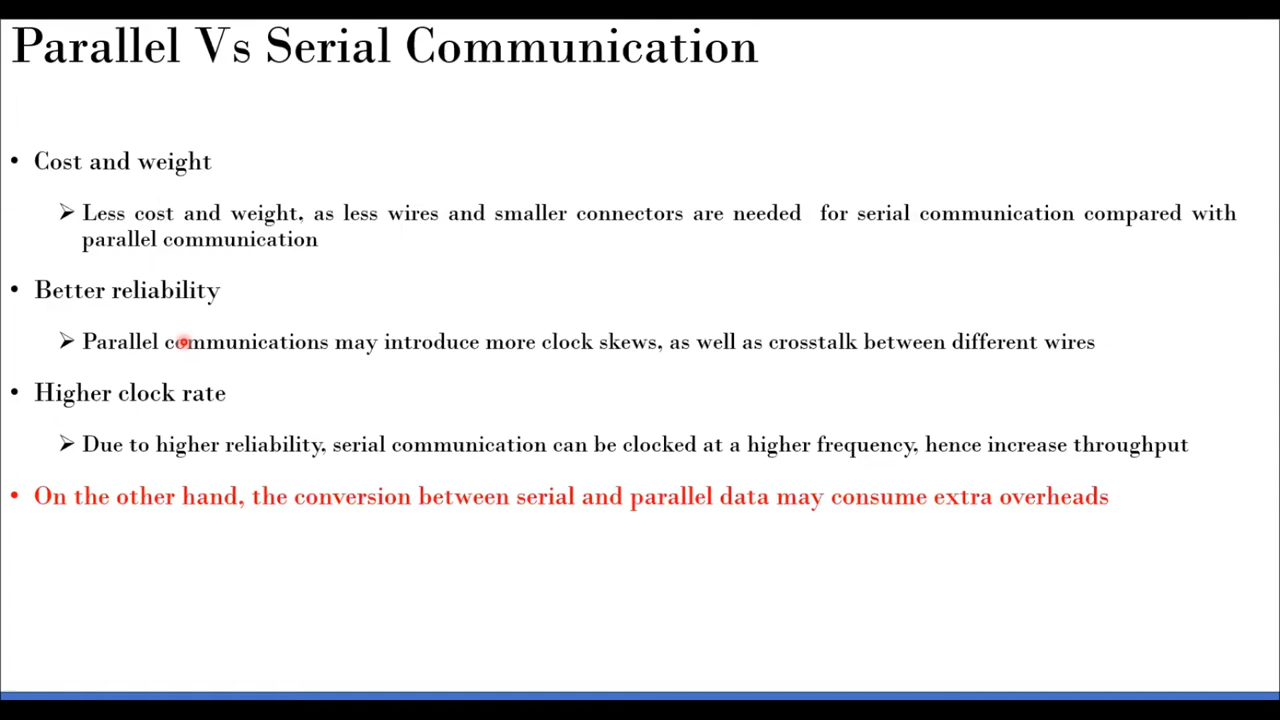 Parallel Vs Serial Communication
• Cost and weight
➢ Less cost and weight, as less wires and smaller connectors are needed for serial communication compared with
parallel communication
• Better reliability
➢ Parallel communications may introduce more clock skews, as well as crosstalk between different wires
• Higher clock rate
➢ Due to higher reliability, serial communication can be clocked at a higher frequency, hence increase throughput
• On the other hand, the conversion between serial and parallel data may consume extra overheads